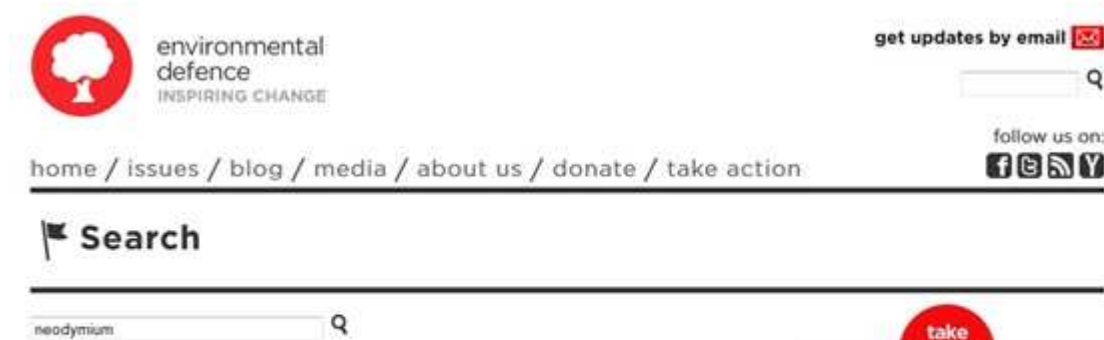 environmental
defence
INSPIRING CHANGE
get updates by email
follow us on:
home / issues / blog / media / about us / donate / take action
Search
neodymium
take